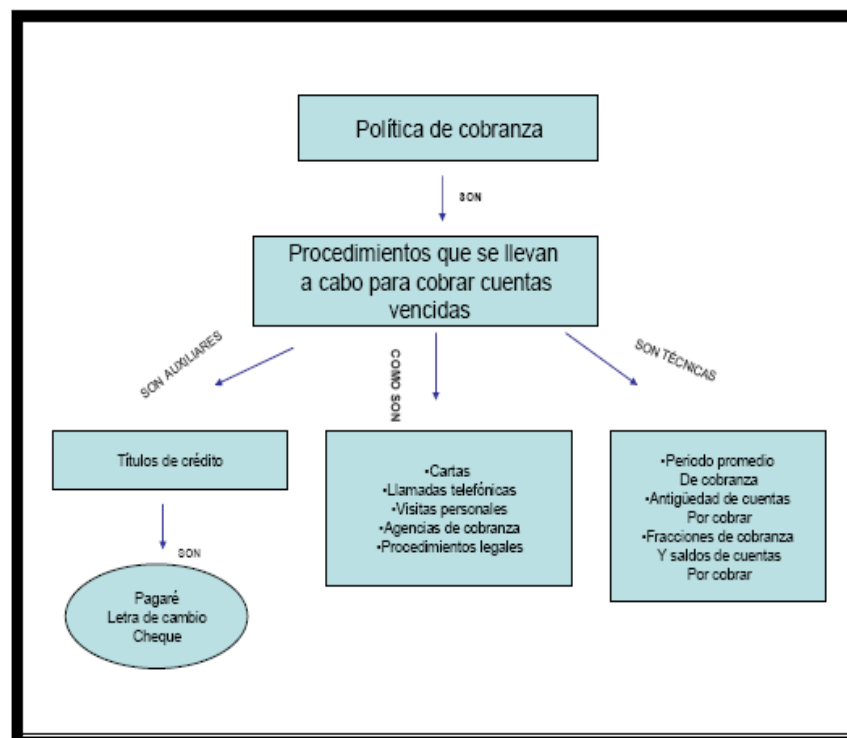 Política de cobranza
SON
Procedimientos que se llevan
a cabo para cobrar cuentas
vencidas
SON AUXILIARES
COMO SON
SON TÉCNICAS
Títulos de crédito
SON
Pagaré
Letra de cambio
Cheque
•Cartas
•Llamadas telefónicas
•Visitas personales
•Agencias de cobranza
•Procedimientos legales
•Periodo promedio
De cobranza
•Antigüedad de cuentas
Por cobrar
•Fracciones de cobranza
Y saldos de cuentas
Por cobrar